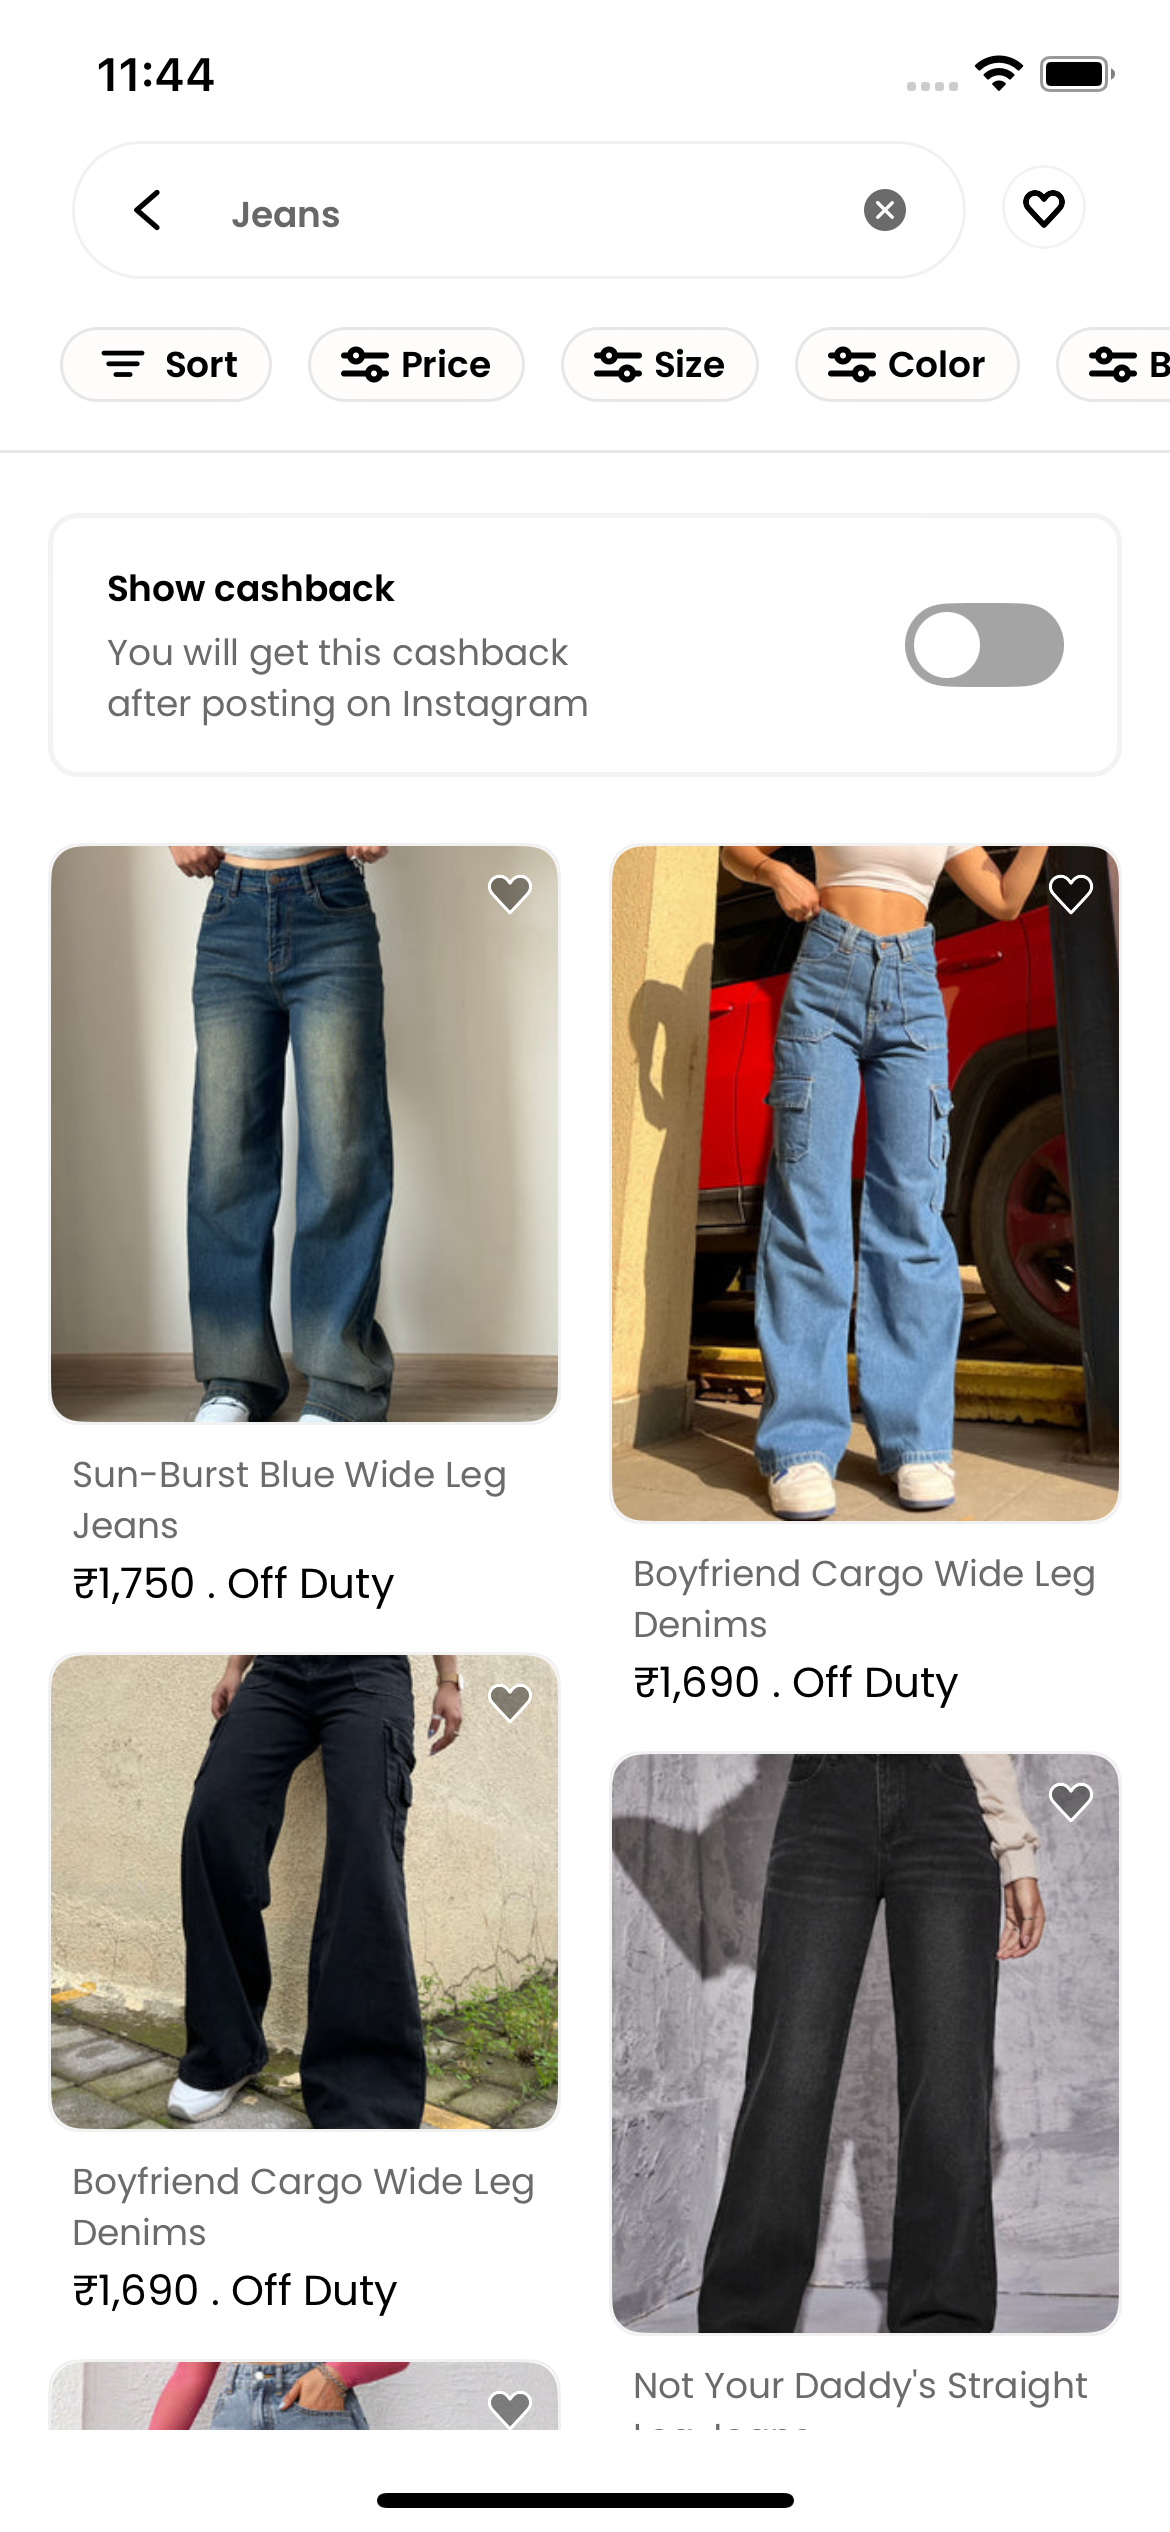 11:44
Jeans
Sort
Price
Size
Color
Show cashback
You will get this cashback
after posting on Instagram
Sun-Burst Blue Wide Leg
Jeans
₹1,750 . Off Duty
Boyfriend Cargo Wide Leg
Denims
₹1,690 . Off Duty
Boyfriend Cargo Wide Leg
Denims
₹1,690 . Off Duty
Not Your Daddy's Straight